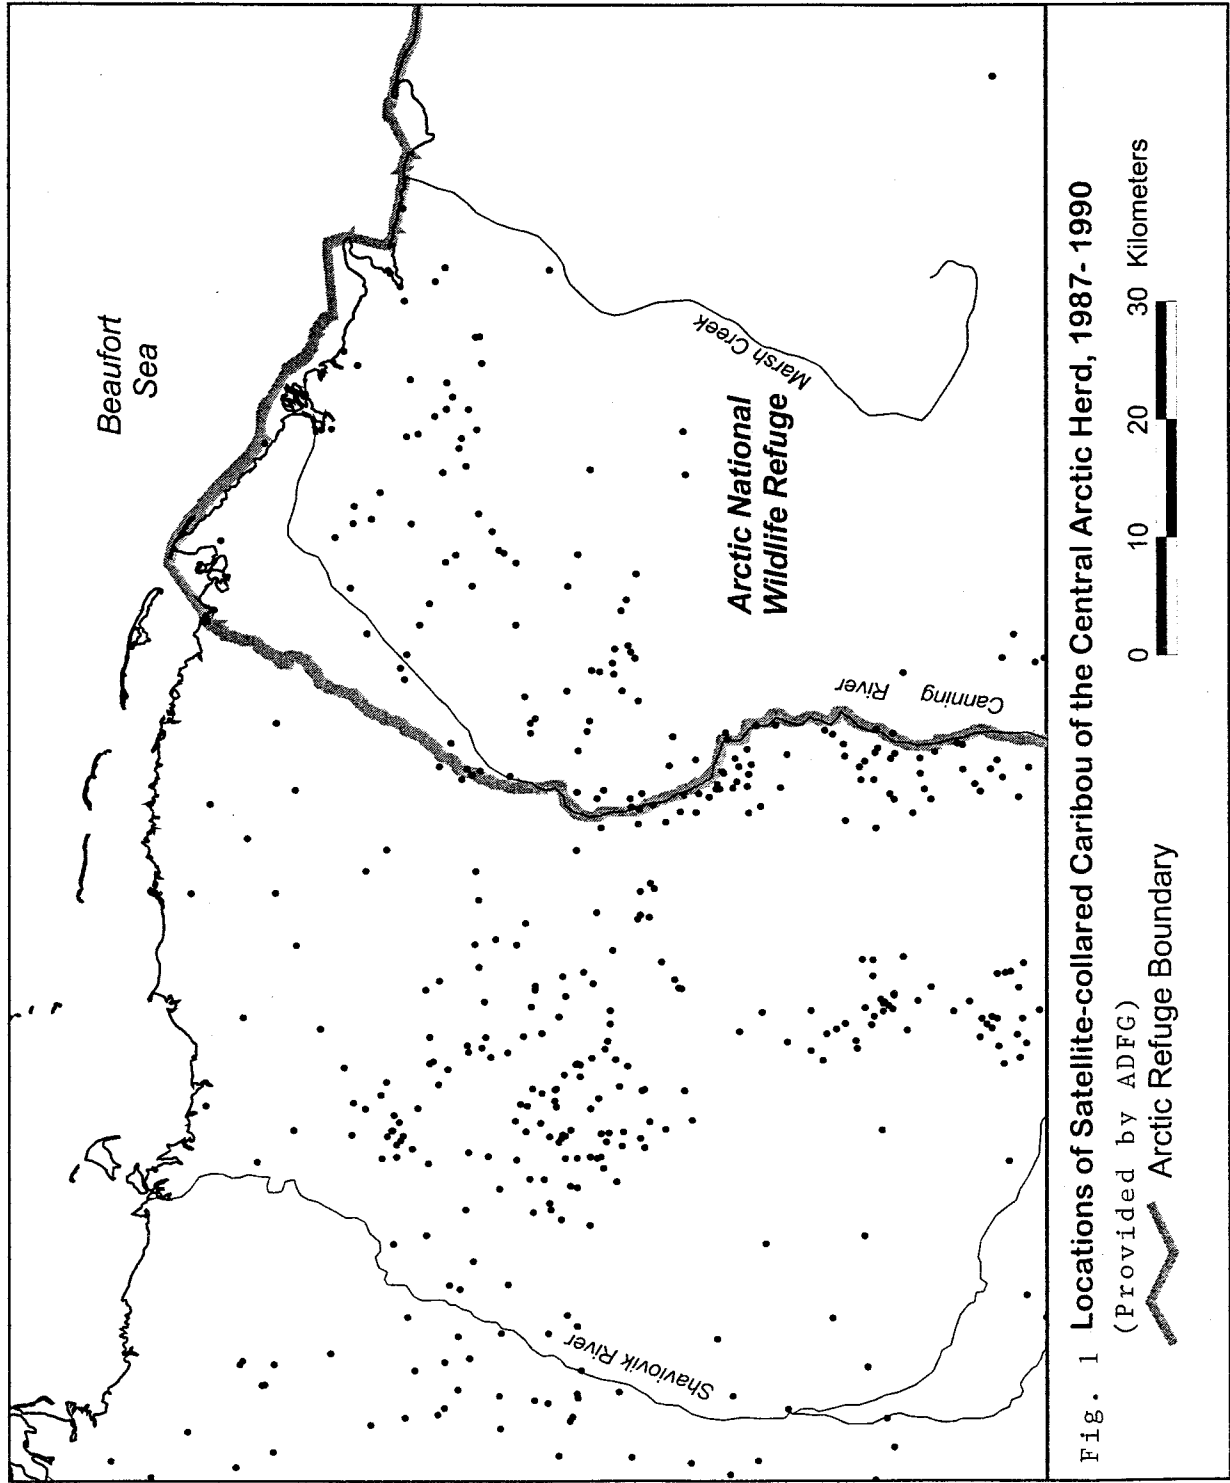 Beaufort
Sea
Marsh Creek
Arctic National
Wildlife Refuge
Canning
River
Shaviovik River
Fig. 1 Locations of Satellite-collared Caribou of the Central Arctic Herd, 1987-1990
(Provided by ADFG)
Arctic Refuge Boundary
0 10 20 30 Kilometers